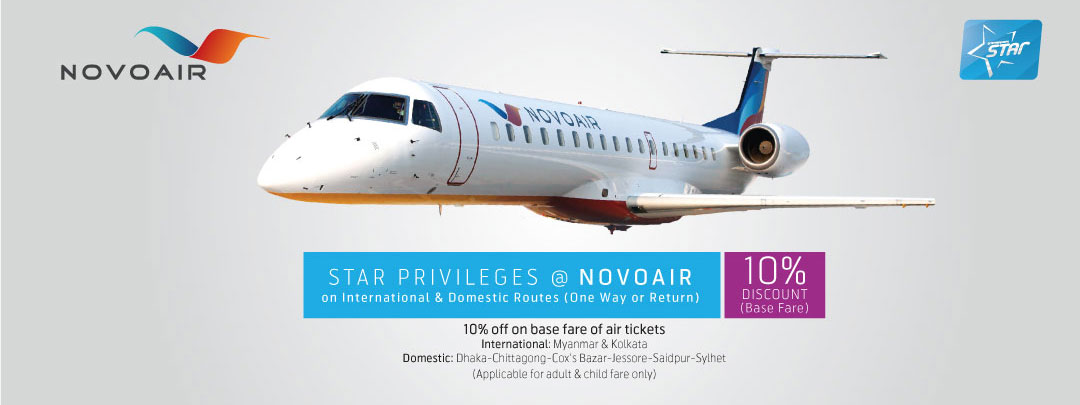 NOVOAIR
STAR
NOVOAIR
STAR PRIVILEGES @ NOVOAIR
on International & Domestic Routes (One Way or Return)
10%
DISCOUNT
(Base Fare)
10% off on base fare of air tickets
International: Myanmar & Kolkata
Domestic: Dhaka-Chittagong-Cox's Bazar-Jessore-Saidpur-Sylhet
(Applicable for adult & child fare only)